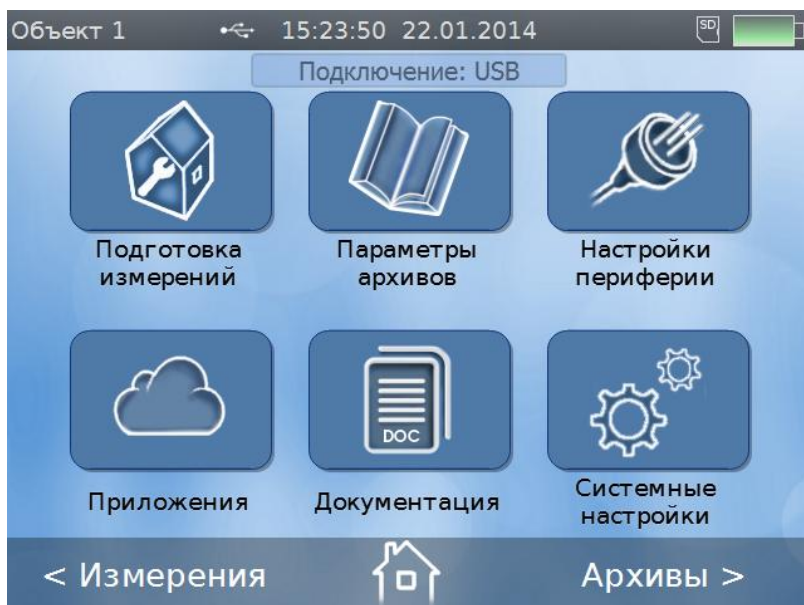 Объект 1 15:23:50 22.01.2014 SD
Подключение: USB
Подготовка
измерений
Параметры
архивов
Настройки
периферии
DOC
Приложения
Документация
Системные
настройки
< Измерения
Архивы >